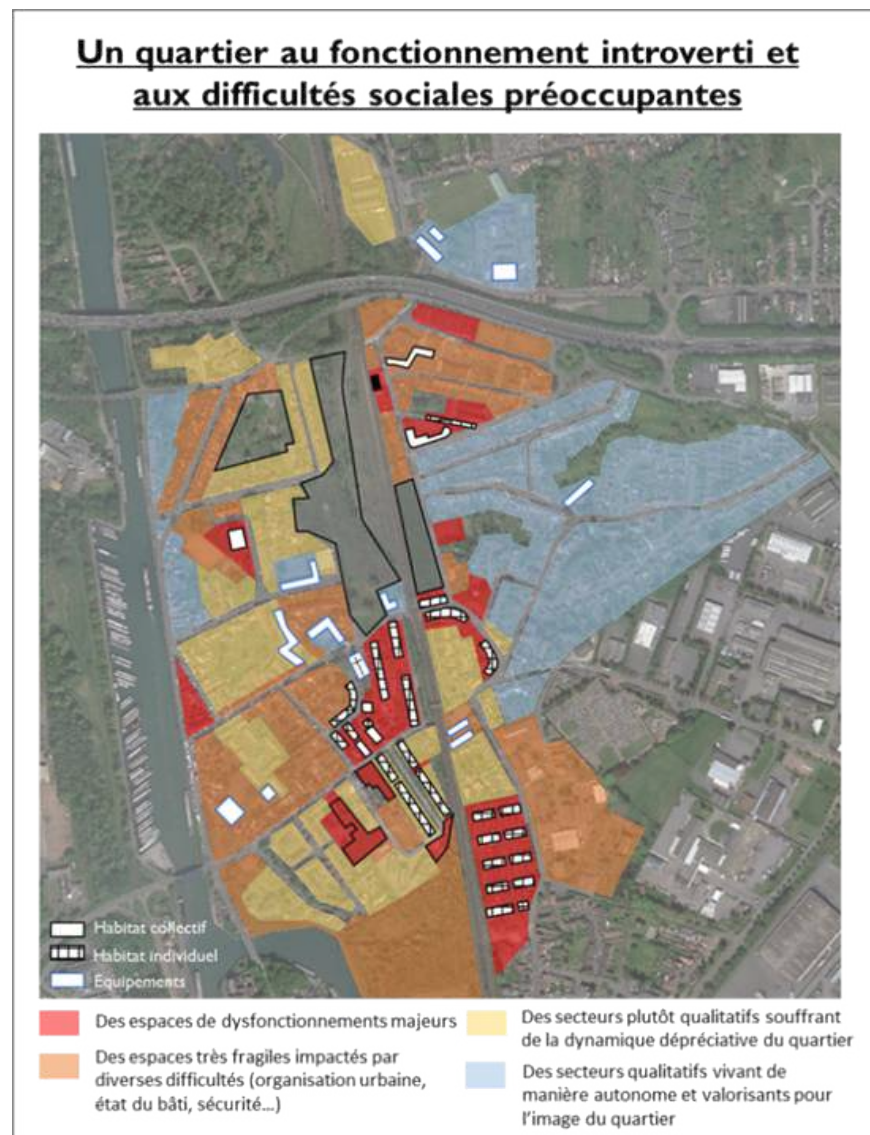 Un quartier au fonctionnement introverti et
aux difficultés sociales préoccupantes
Habitat collectif
Habitat individuel
Equipements
Des espaces de dysfonctionnements majeurs
Des espaces très fragiles impactés par
diverses difficultés (organisation urbaine,
état du bâti, sécurité...)
Des secteurs plutôt qualitatifs souffrant
de la dynamique dépréciative du quartier
Des secteurs qualitatifs vivant de
manière autonome et valorisants pour
l'image du quartier